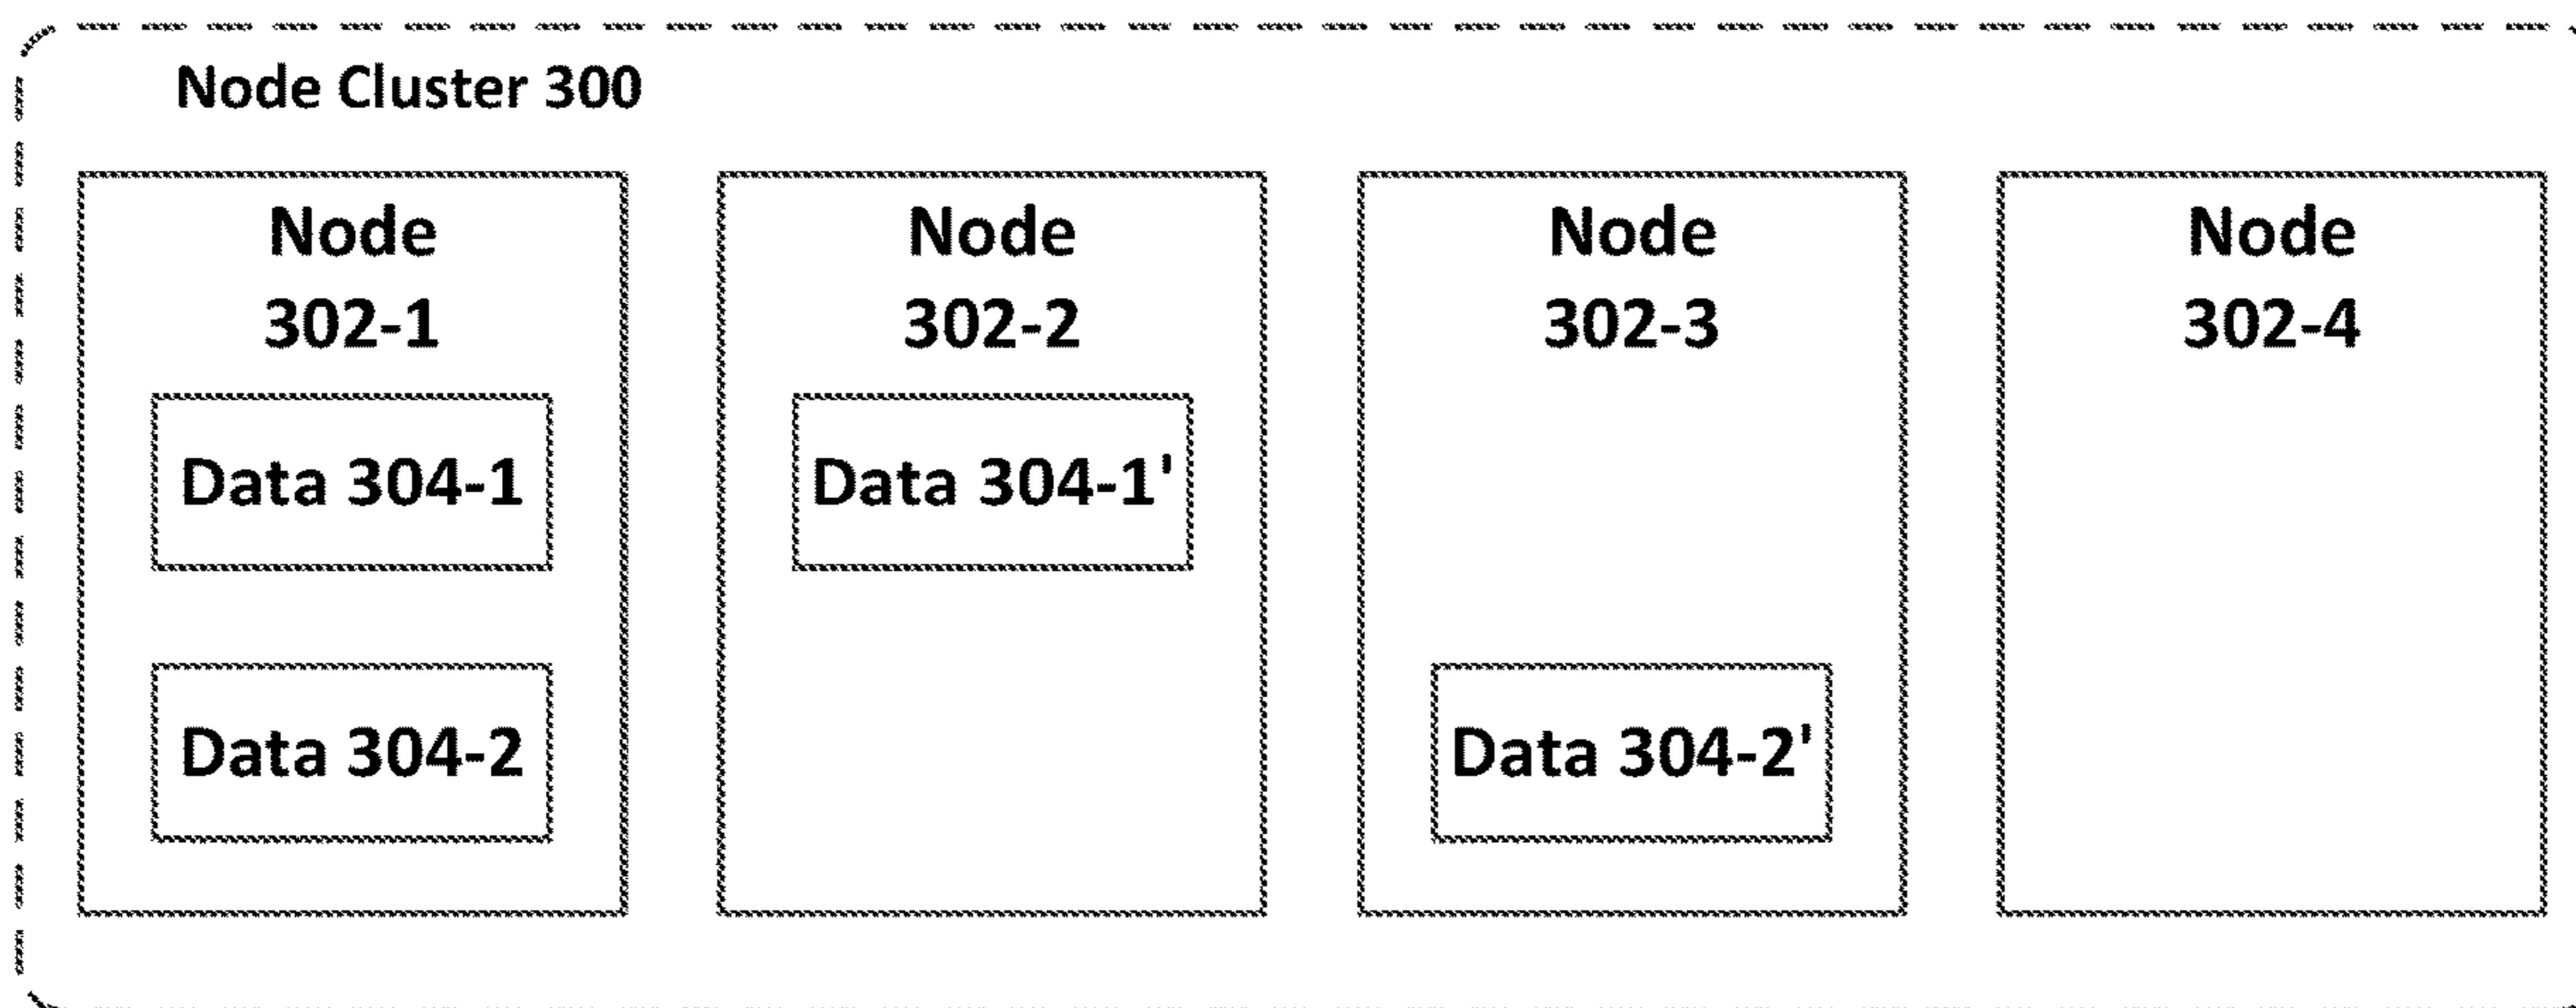 Node Cluster 300
Node
302-1
Data 304-1
Data 304-2
Node
302-2
Data 304-1'
Node
302-3
Data 304-2'
Node
302-4